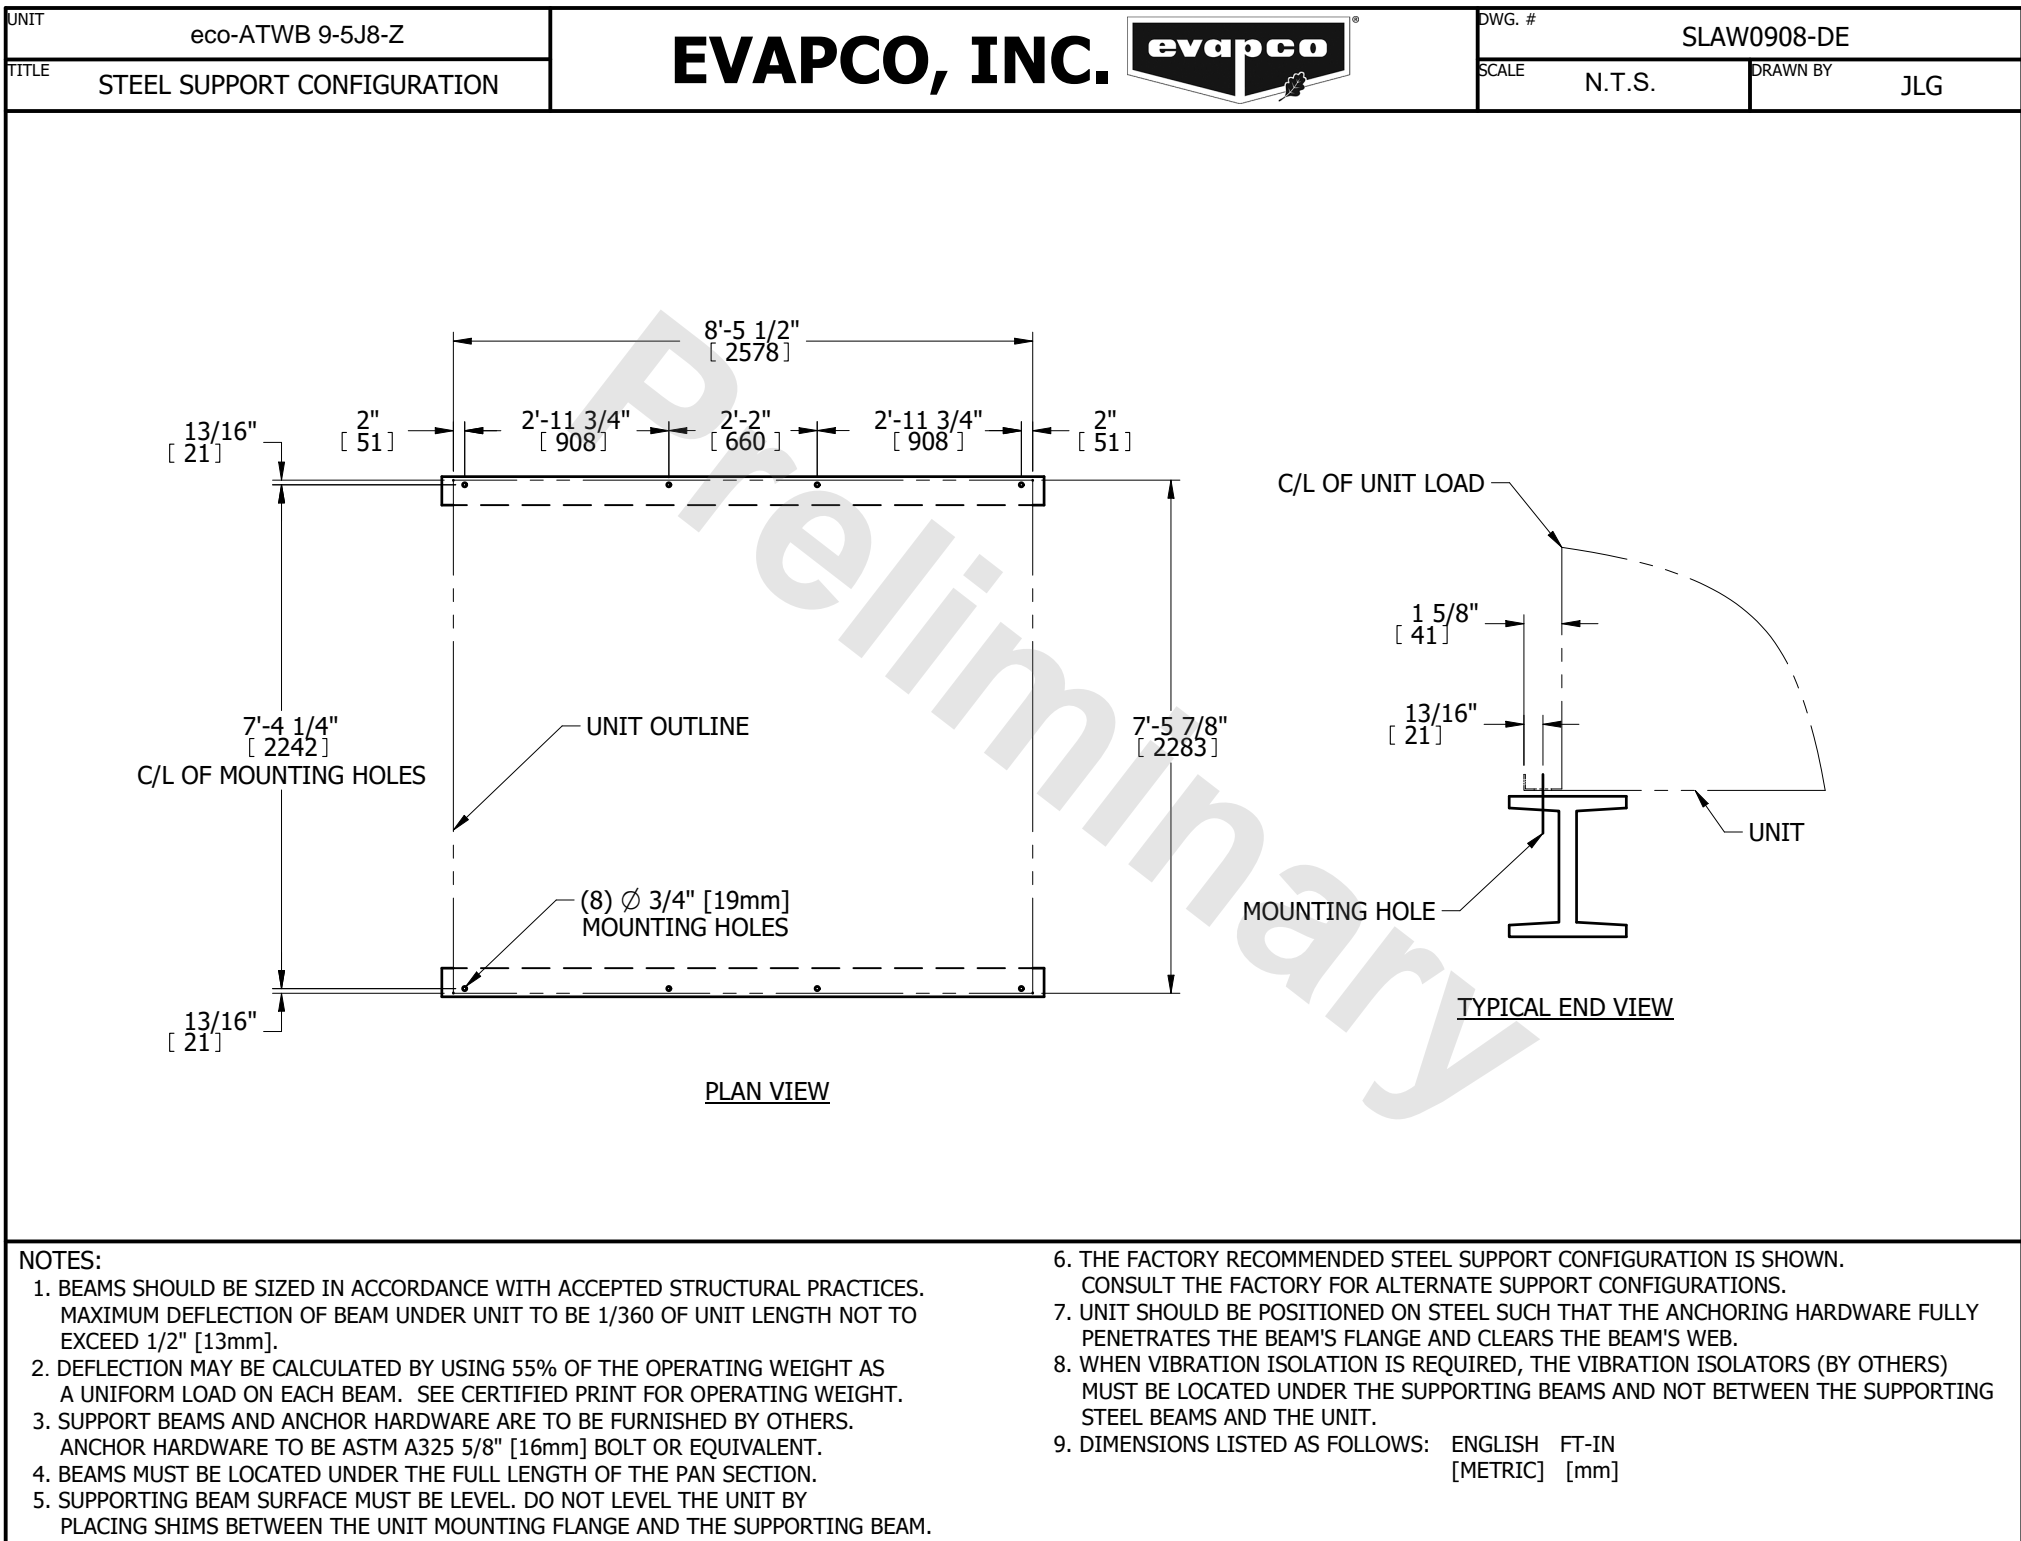 UNIT
eco-ATWB 9-5J8-Z
TITLE
STEEL SUPPORT CONFIGURATION
EVAPCO, INC.
evapco
®
DWG. #
SLAW0908-DE
SCALE
N.T.S.
DRAWN BY
JLG
8'-5 1/2"
[ 2578 ]
13/16"
[ 21 ]
2"
[ 51 ]
2'-11 3/4"
[ 908 ]
2'-2"
[ 660 ]
2'-11 3/4"
[ 908 ]
2"
[ 51 ]
7'-4 1/4"
[ 2242 ]
C/L OF MOUNTING HOLES
UNIT OUTLINE
7'-5 7/8"
[ 2283 ]
(8) ∅ 3/4" [19mm]
MOUNTING HOLES
13/16"
[ 21 ]
PLAN VIEW
C/L OF UNIT LOAD
1 5/8"
[ 41 ]
13/16"
[ 21 ]
UNIT
MOUNTING HOLE
TYPICAL END VIEW
Preliminary
NOTES:
1. BEAMS SHOULD BE SIZED IN ACCORDANCE WITH ACCEPTED STRUCTURAL PRACTICES.
MAXIMUM DEFLECTION OF BEAM UNDER UNIT TO BE 1/360 OF UNIT LENGTH NOT TO
EXCEED 1/2" [13mm].
2. DEFLECTION MAY BE CALCULATED BY USING 55% OF THE OPERATING WEIGHT AS
A UNIFORM LOAD ON EACH BEAM. SEE CERTIFIED PRINT FOR OPERATING WEIGHT.
3. SUPPORT BEAMS AND ANCHOR HARDWARE ARE TO BE FURNISHED BY OTHERS.
ANCHOR HARDWARE TO BE ASTM A325 5/8" [16mm] BOLT OR EQUIVALENT.
4. BEAMS MUST BE LOCATED UNDER THE FULL LENGTH OF THE PAN SECTION.
5. SUPPORTING BEAM SURFACE MUST BE LEVEL. DO NOT LEVEL THE UNIT BY
PLACING SHIMS BETWEEN THE UNIT MOUNTING FLANGE AND THE SUPPORTING BEAM.
6. THE FACTORY RECOMMENDED STEEL SUPPORT CONFIGURATION IS SHOWN.
CONSULT THE FACTORY FOR ALTERNATE SUPPORT CONFIGURATIONS.
7. UNIT SHOULD BE POSITIONED ON STEEL SUCH THAT THE ANCHORING HARDWARE FULLY
PENETRATES THE BEAM'S FLANGE AND CLEARS THE BEAM'S WEB.
8. WHEN VIBRATION ISOLATION IS REQUIRED, THE VIBRATION ISOLATORS (BY OTHERS)
MUST BE LOCATED UNDER THE SUPPORTING BEAMS AND NOT BETWEEN THE SUPPORTING
STEEL BEAMS AND THE UNIT.
9. DIMENSIONS LISTED AS FOLLOWS: ENGLISH FT-IN
[METRIC] [mm]